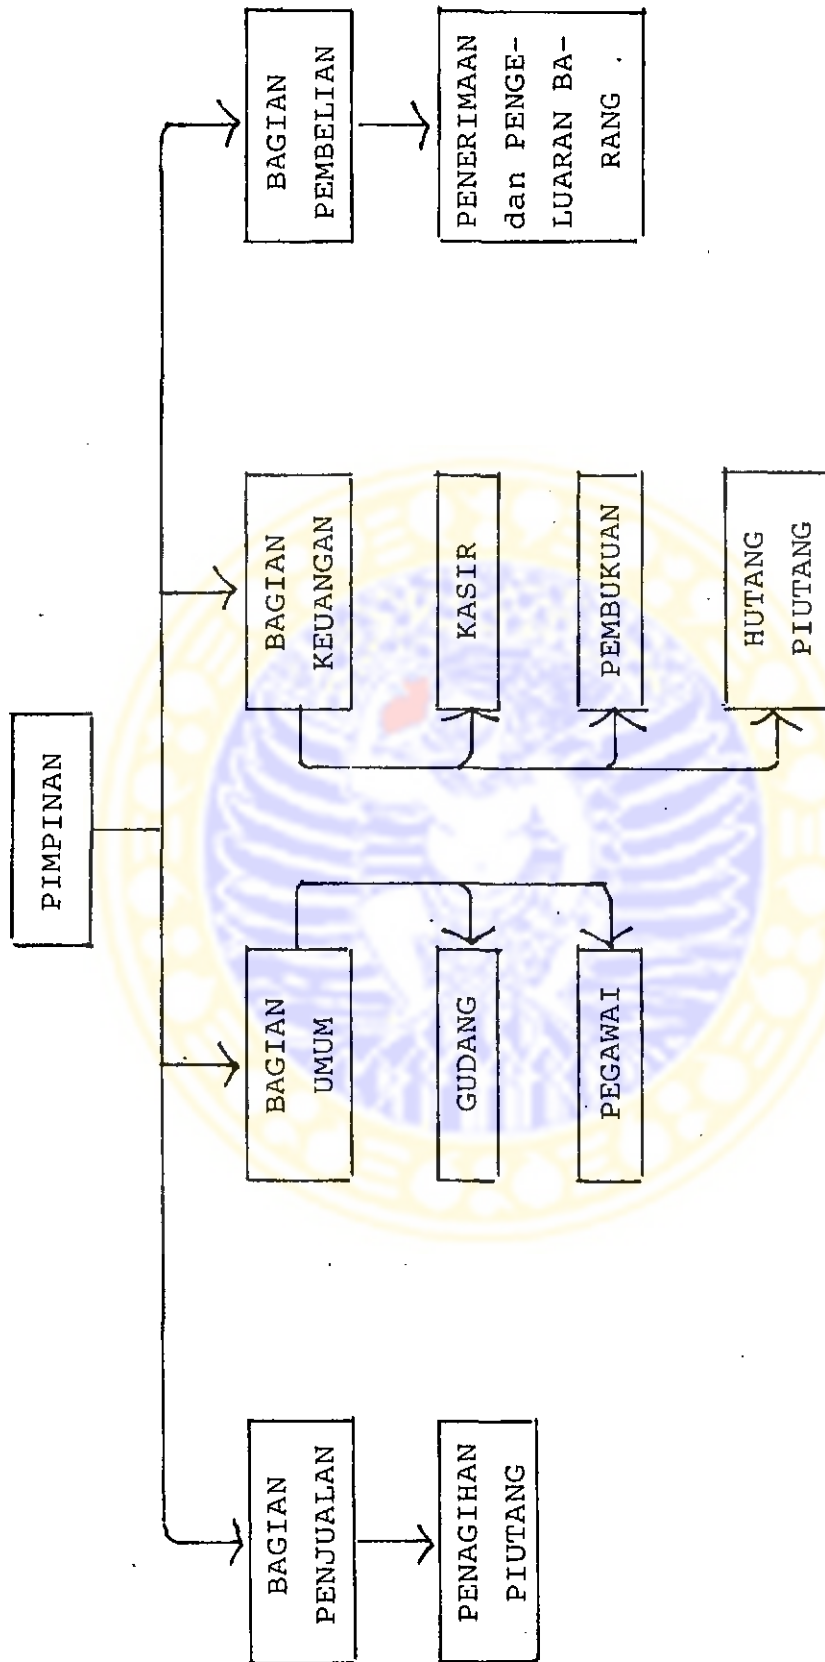 PIMPINAN
BAGIAN
PENJUALAN
BAGIAN
UMUM
BAGIAN
KEUANGAN
BAGIAN
PEMBELIAN
PENAGIHAN
PIUTANG
GUDANG
PEGAWAI
KASIR
PEMBUKUAN
HUTANG
PIUTANG
PENERIMAAN
dan PENGE-
LUARAN BA-
RANG .